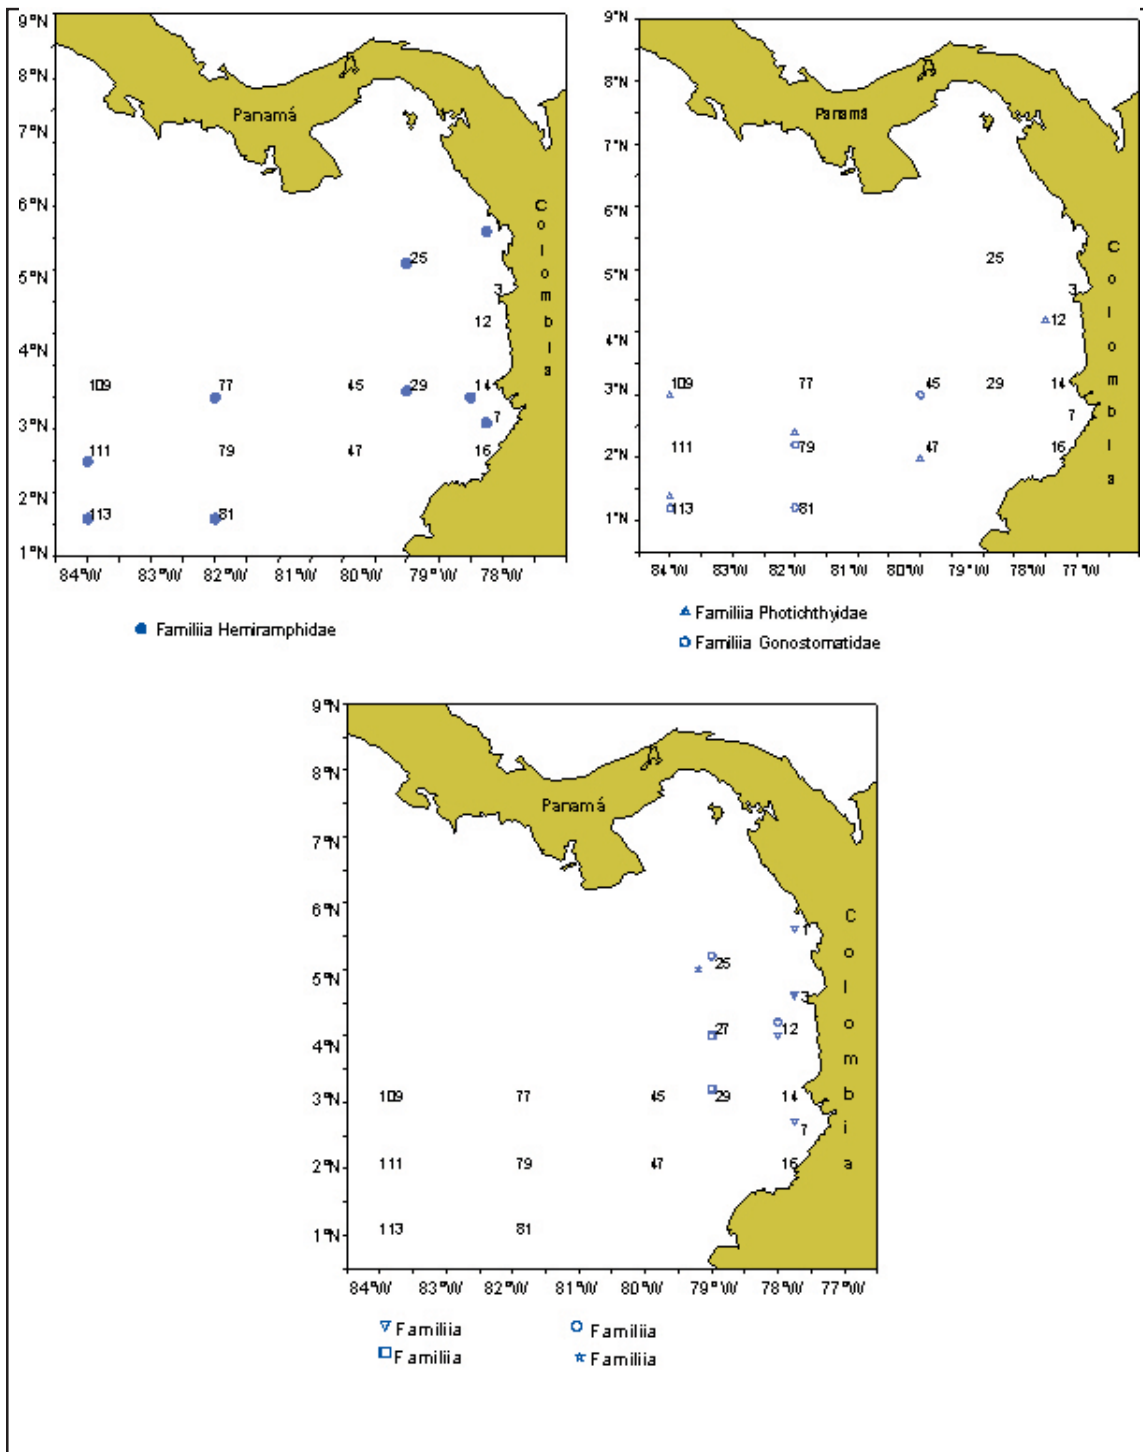 9°N
8°N
7°N
6°N
5°N
4°N
3°N
2°N
1°N
Panamá
Colombia
25
3
12
109 77 45 29 14
7
111 79 47 16
113 81
84°W 83°W 82°W 81°W 80°W 79°W 78°W
Familiia Hemiramphidae
9°N
8°N
7°N
6°N
5°N
4°N
3°N
2°N
1°N
Panamá
Colombia
25
3
12
109 77 45 29 14
7
111 79 47 16
113 81
84°W 83°W 82°W 81°W 80°W 79°W 78°W 77°W
Familiia Photichthyidae
Familiia Gonostomatidae
9°N
8°N
7°N
6°N
5°N
4°N
3°N
2°N
1°N
Panamá
Colombia
1
25
3
27 12
109 77 45 29 14
7
111 79 47 16
113 81
84°W 83°W 82°W 81°W 80°W 79°W 78°W 77°W
Familiia Familiia
Familiia Familiia